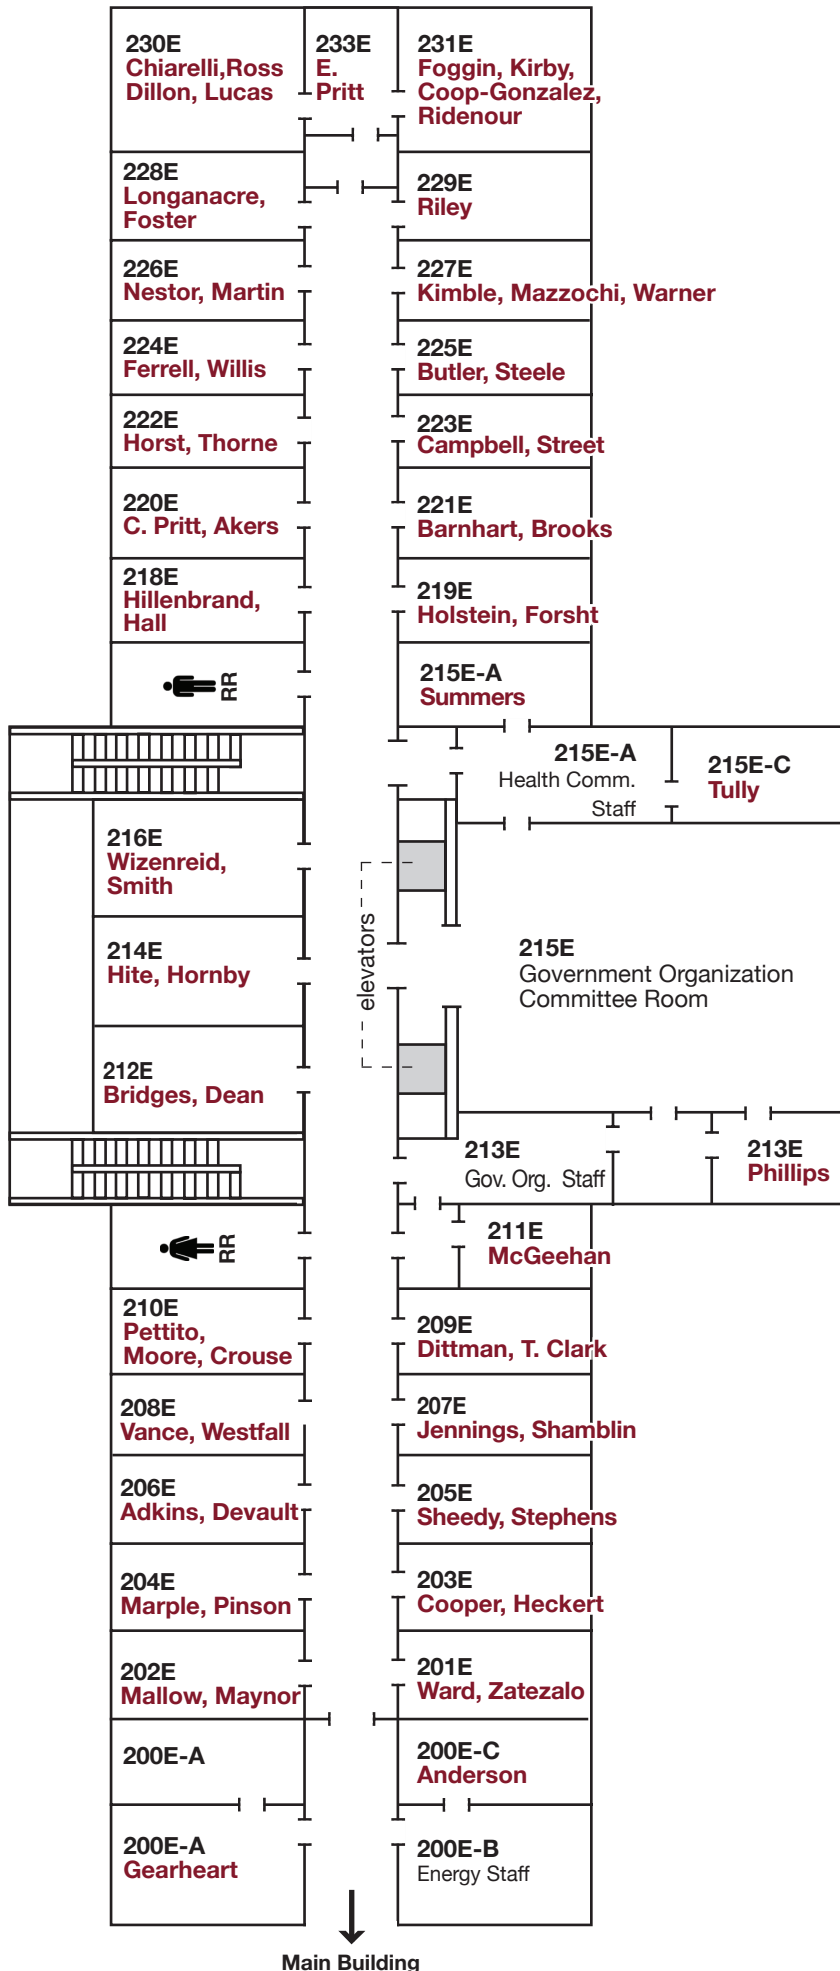 230E
Chiarelli,Ross
Dillon, Lucas
233E
E.
Pritt
231E
Foggin, Kirby,
Coop-Gonzalez,
Ridenour
228E
Longanacre,
Foster
229E
Riley
226E
Nestor, Martin
227E
Kimble, Mazzochi, Warner
224E
Ferrell, Willis
225E
Butler, Steele
222E
Horst, Thorne
223E
Campbell, Street
220E
C. Pritt, Akers
221E
Barnhart, Brooks
218E
Hillenbrand,
Hall
219E
Holstein, Forsht
RR
215E-A
Summers
215E-A
Health Comm.
Staff
215E-C
Tully
216E
Wizenreid,
Smith
214E
Hite, Hornby
elevators
215E
Government Organization
Committee Room
212E
Bridges, Dean
213E
Gov. Org. Staff
213E
Phillips
RR
211E
McGeehan
210E
Pettito,
Moore, Crouse
209E
Dittman, T. Clark
208E
Vance, Westfall
207E
Jennings, Shamblin
206E
Adkins, Devault
205E
Sheedy, Stephens
204E
Marple, Pinson
203E
Cooper, Heckert
202E
Mallow, Maynor
201E
Ward, Zatezalo
200E-A
200E-C
Anderson
200E-A
Gearheart
200E-B
Energy Staff
Main Building